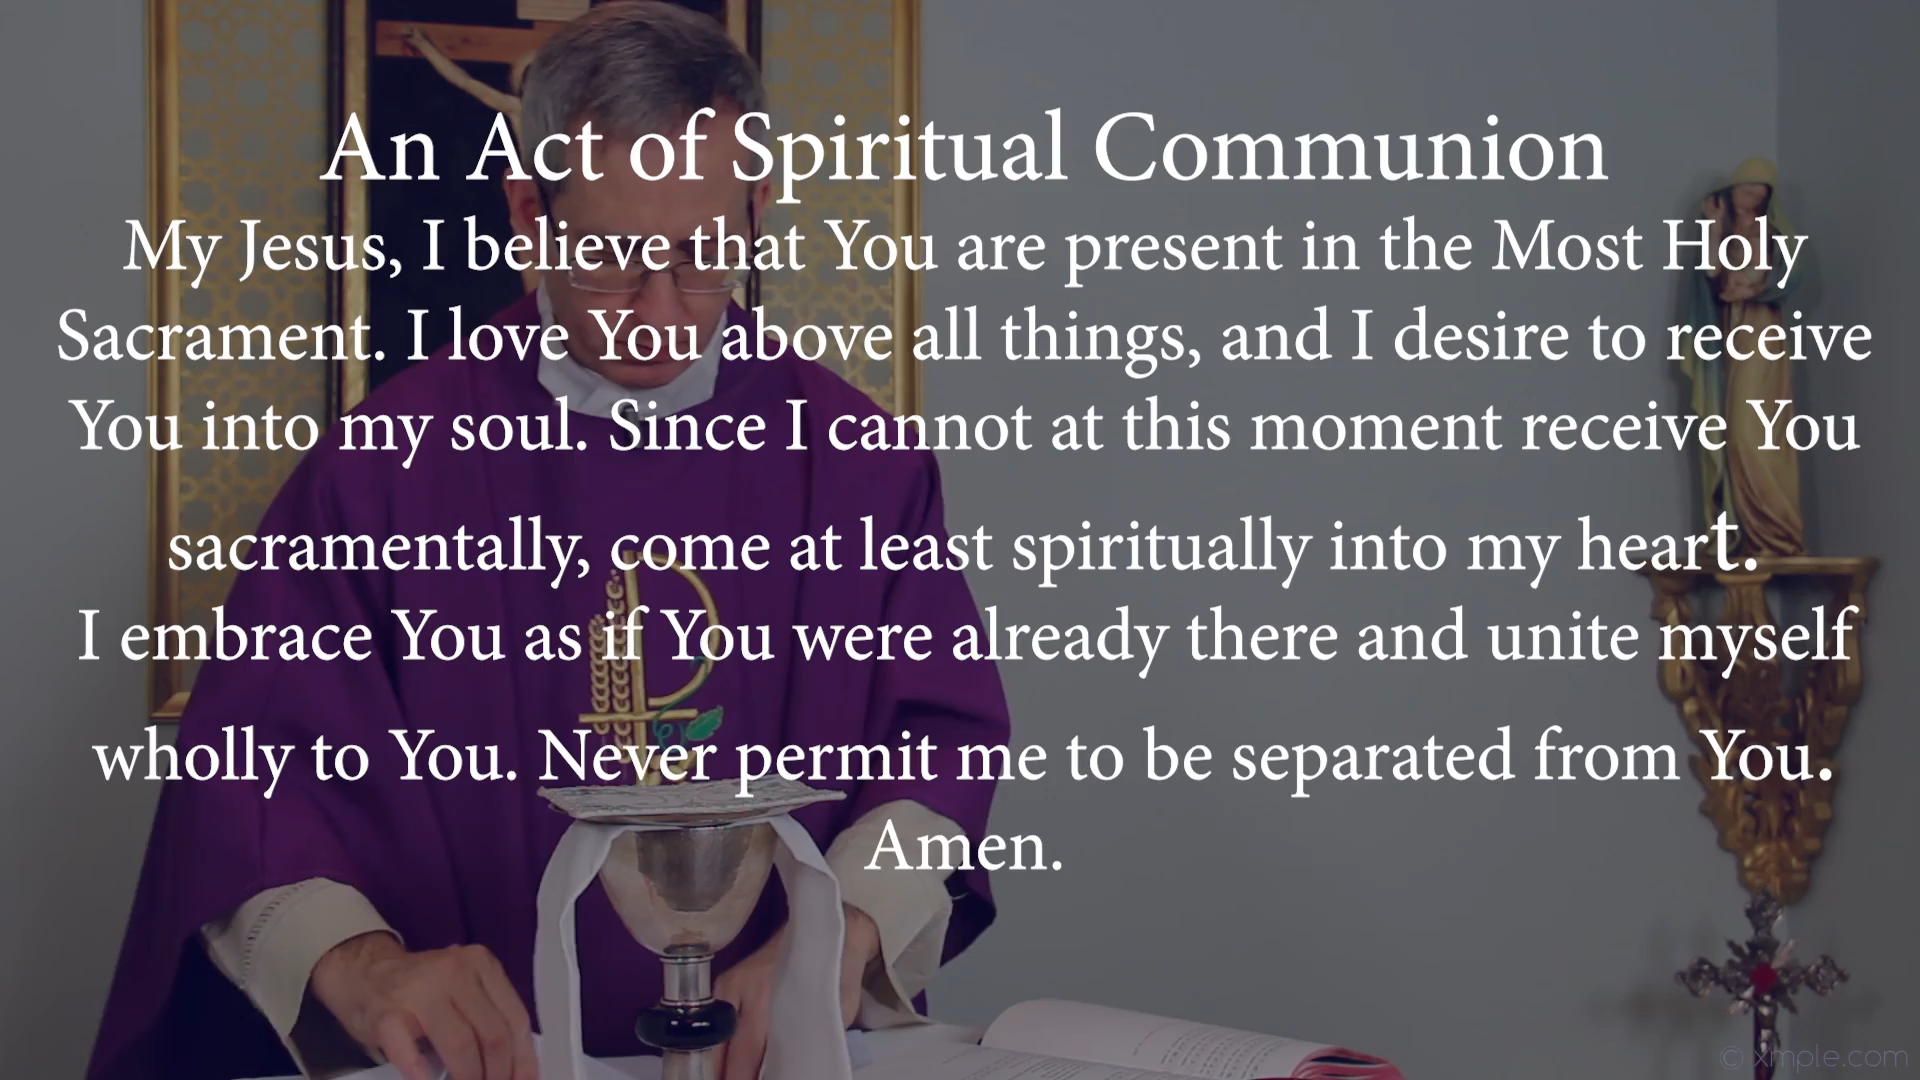 An Act of Spiritual Communion
My Jesus, I believe that You are present in the Most Holy
Sacrament. I love You above all things, and I desire to receive
You into my soul. Since I cannot at this moment receive You
sacramentally, come at least spiritually into my heart.
I embrace You as if You were already there and unite myself
wholly to You. Never permit me to be separated from You.
Amen.
© xmple.com